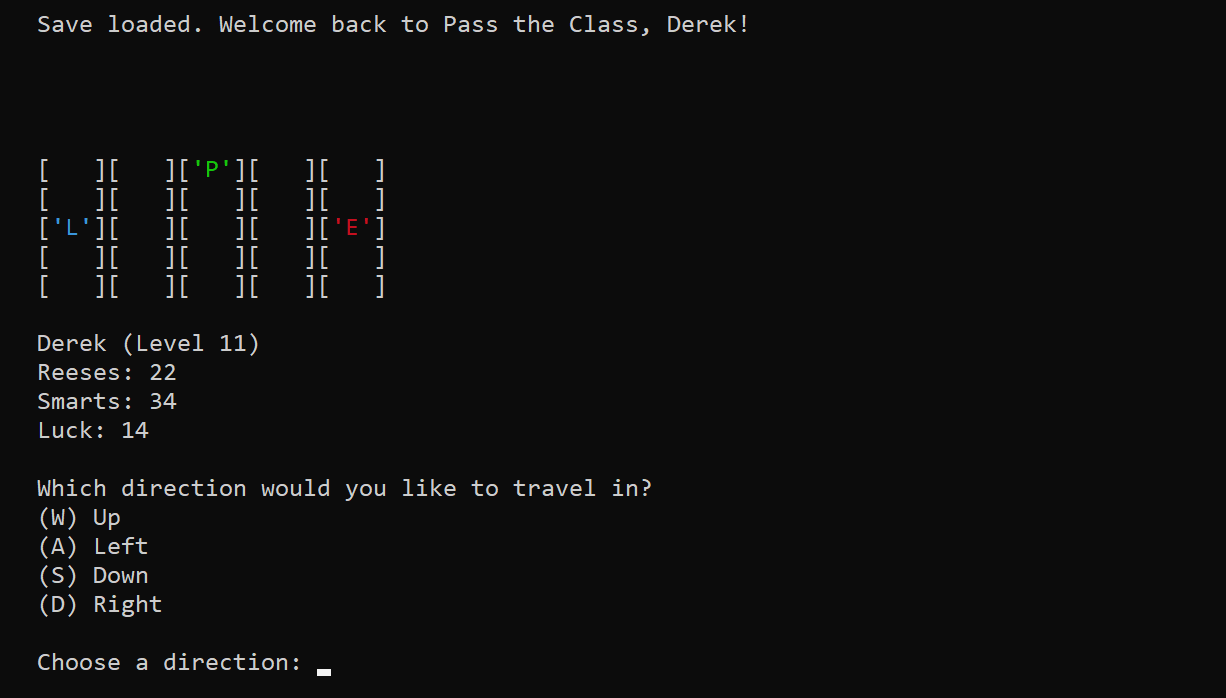 Save loaded. Welcome back to Pass the Class, Derek!
[   ][   ]['P'][   ][   ]
[   ][   ][   ][   ][   ]
['L'][   ][   ][   ]['E']
[   ][   ][   ][   ][   ]
[   ][   ][   ][   ][   ]
Derek (Level 11)
Reeses: 22
Smarts: 34
Luck: 14
Which direction would you like to travel in?
(W) Up
(A) Left
(S) Down
(D) Right
Choose a direction: _